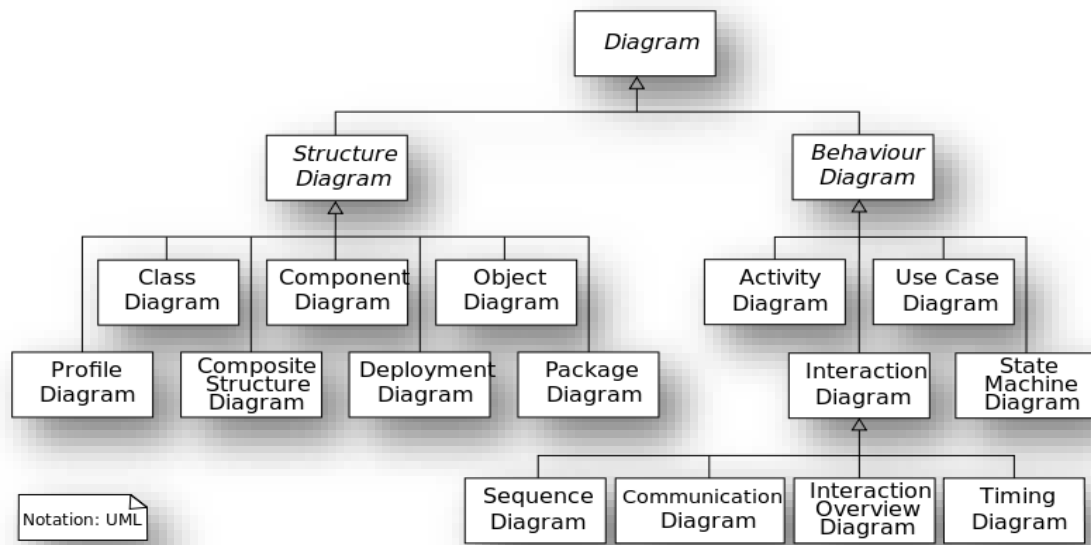 Diagram
Structure
Diagram
Behaviour
Diagram
Class
Diagram
Component
Diagram
Object
Diagram
Activity
Diagram
Use Case
Diagram
Profile
Diagram
Composite
Structure
Diagram
Deployment
Diagram
Package
Diagram
Interaction
Diagram
State
Machine
Diagram
Sequence
Diagram
Communication
Diagram
Interaction
Overview
Diagram
Timing
Diagram
Notation: UML